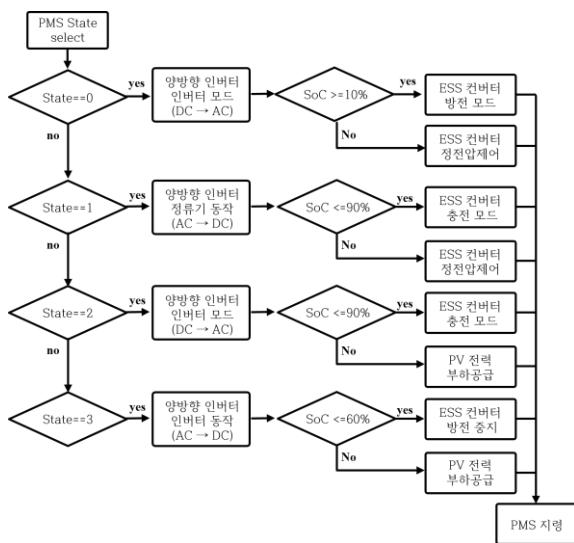 PMS State
select
State==0
yes
양방향 인버터
인버터 모드
(DC → AC)
SoC >=10%
yes
ESS 컨버터
방전 모드
no
No
ESS 컨버터
정전압제어
State==1
yes
양방향 인버터
정류기 동작
(AC → DC)
SoC <=90%
yes
ESS 컨버터
충전 모드
no
No
ESS 컨버터
정전압제어
State==2
yes
양방향 인버터
인버터 모드
(DC → AC)
SoC <=90%
yes
ESS 컨버터
충전 모드
no
No
PV 전력
부하공급
State==3
yes
양방향 인버터
인버터 동작
(AC → DC)
SoC <=60%
yes
ESS 컨버터
방전 중지
No
PV 전력
부하공급
PMS 지령